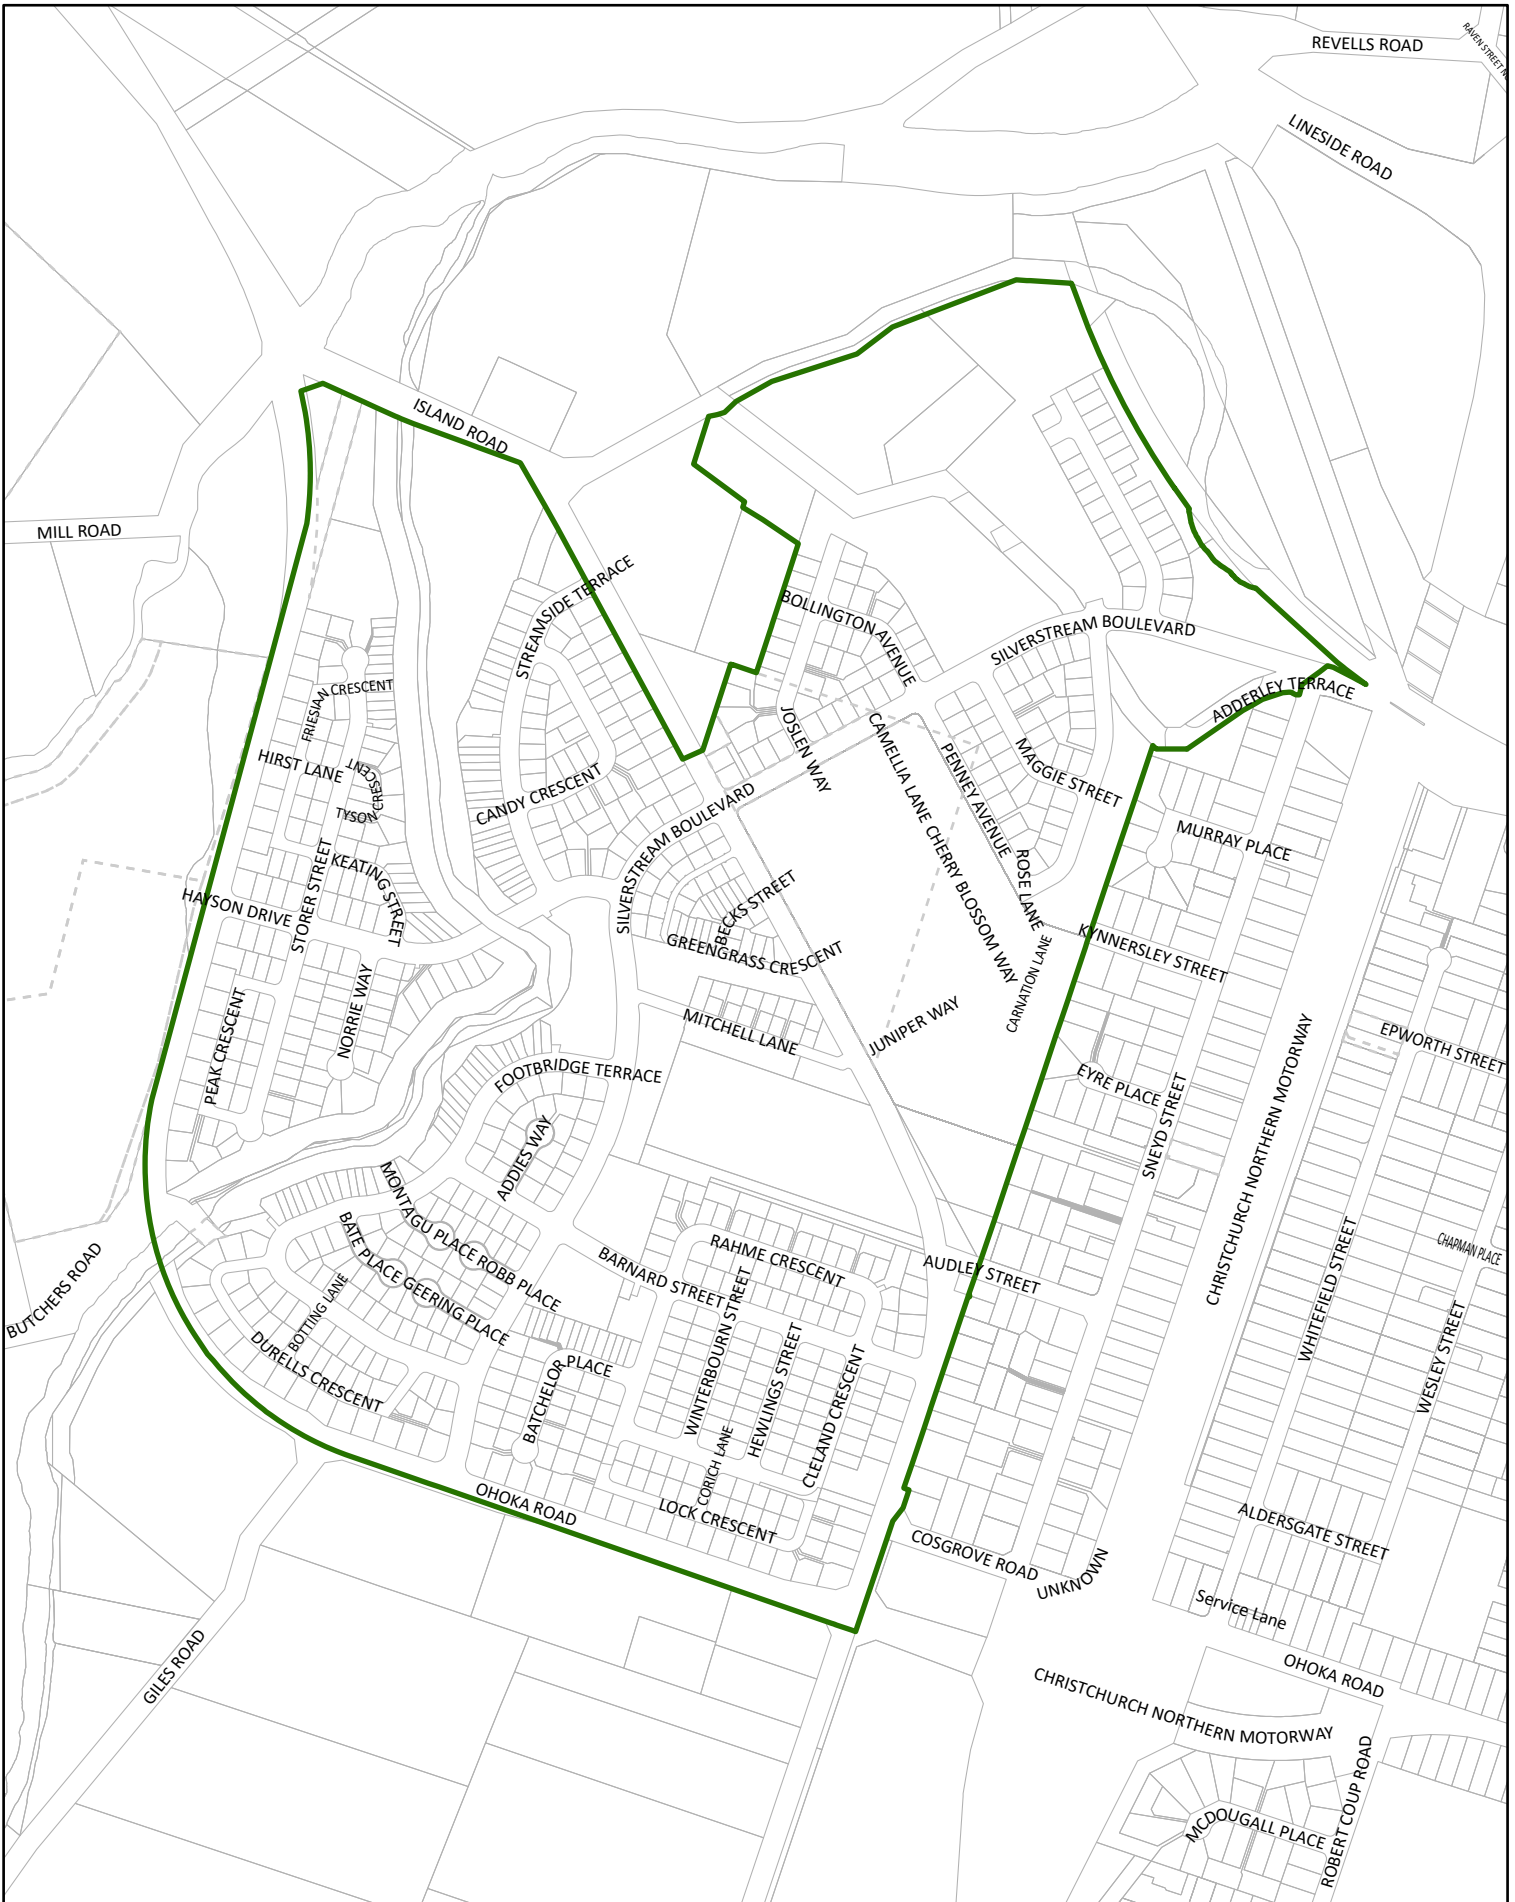 REVELLS ROAD
LINESIDE ROAD
ISLAND ROAD
MILL ROAD
STREAMSIDE TERRACE
BOLLINGTON AVENUE
SILVERSTREAM BOULEVARD
ADDERLEY TERRACE
FRIESIAN
CRESCENT
HIRST LANE
TYSON
CRESCENT
JOSLEN WAY
CAMELLIA LANE
CHERRY BLOSSOM WAY
PENNEY AVENUE
MAGGIE STREET
CANDY CRESCENT
SILVERSTREAM BOULEVARD
MURRAY PLACE
STORER STREET
KEATING STREET
HAYSON DRIVE
BECKS STREET
ROSE LANE
GREENGRASS CRESCENT
CARNATION LANE
KYNNERSLEY STREET
PEAK CRESCENT
NORRIE WAY
MITCHELL LANE
JUNIPER WAY
EPWORTH STREET
FOOTBRIDGE TERRACE
EYRE PLACE
SNEYD STREET
CHRISTCHURCH NORTHERN MOTORWAY
ADDIES WAY
MONTAGU PLACE
ROBB PLACE
BATE PLACE
GEERING PLACE
BARNARD STREET
RAHME CRESCENT
AUDLEY STREET
CHAPMAN PLACE
WHITEFIELD STREET
WESLEY STREET
BUTCHERS ROAD
BOTTING LANE
DURELLS CRESCENT
BATCHELOR
PLACE
WINTERBOURN STREET
HEWLINGS STREET
CLELAND CRESCENT
CORICH LANE
OHOKA ROAD
LOCK CRESCENT
COSGROVE ROAD
UNKNOWN
ALDERSGATE STREET
Service Lane
GILES ROAD
OHOKA ROAD
CHRISTCHURCH NORTHERN MOTORWAY
ROBERT COUP ROAD
MCDOUGALL PLACE
RAVEN STREET